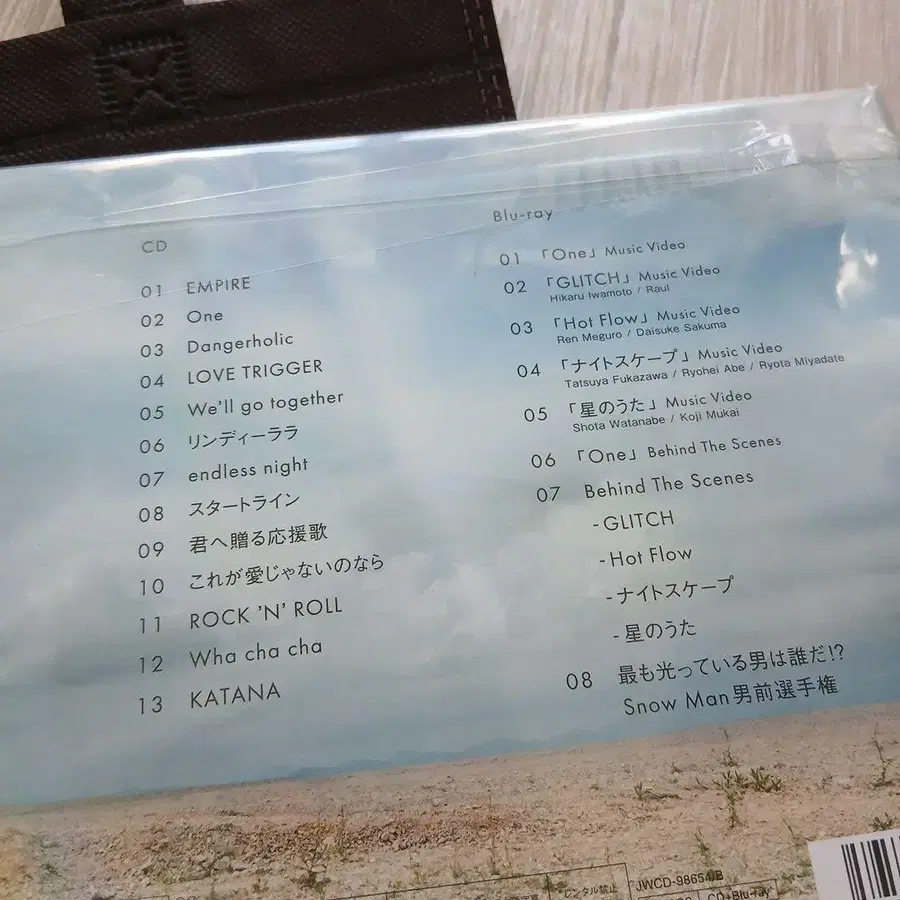 CD
01 EMPIRE
02 One
03 Dangerholic
04 LOVE TRIGGER
05 We'll go together
06 リンディーララ
07 endless night
08 スタートライン
09 君へ贈る応援歌
10 これが愛じゃないのなら
11 ROCK 'N' ROLL
12 Wha cha cha
13 KATANA
Blu-ray
01 「One」 Music Video
02 「GLITCH」 Music Video
Hikaru Iwamoto / Raul
03 「Hot Flow」 Music Video
Ren Meguro / Daisuke Sakuma
04 「ナイトスケープ」 Music Video
Tatsuya Fukazawa / Ryohei Abe / Ryota Miyadate
05 「星のうた」 Music Video
Shota Watanabe / Koji Mukai
06 「One」 Behind The Scenes
07 Behind The Scenes
-GLITCH
-Hot Flow
-ナイトスケープ
-星のうた
08 最も光っている男は誰だ!?
Snow Man男前選手権
レンタル禁止
JWCD-98654/B
CD+Blu-ray